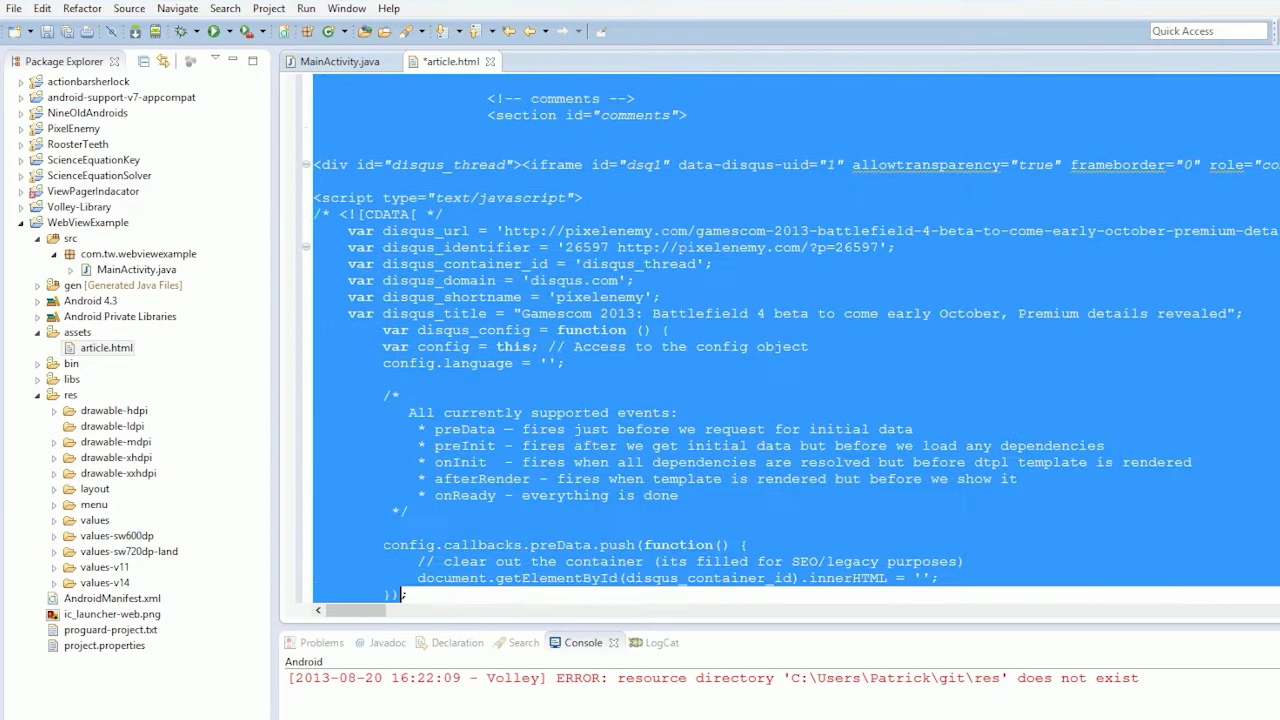 File Edit Refactor Source Navigate Search Project Run Window Help
Quick Access
Package Explorer
MainActivity.java
*article.html
actionbarsherlock
android-support-v7-appcompat
NineOldAndroids
PixelEnemy
RoosterTeeth
ScienceEquationKey
ScienceEquationSolver
ViewPagerIndacator
Volley-Library
WebViewExample
src
com.tw.webviewexample
MainActivity.java
gen [Generated Java Files]
Android 4.3
Android Private Libraries
assets
article.html
bin
libs
res
drawable-hdpi
drawable-ldpi
drawable-mdpi
drawable-xhdpi
drawable-xxhdpi
layout
menu
values
values-sw600dp
values-sw720dp-land
values-v11
values-v14
AndroidManifest.xml
ic_launcher-web.png
proguard-project.txt
project.properties
<!-- comments -->
<section id="comments">
<div id="disqus_thread"><iframe id="dsq1" data-disqus-uid="1" allowtransparency="true" frameborder="0" role="co
<script type="text/javascript">
/* <![CDATA[ */
var disqus_url = 'http://pixelenemy.com/gamescom-2013-battlefield-4-beta-to-come-early-october-premium-deta
var disqus_identifier = '26597 http://pixelenemy.com/?p=26597';
var disqus_container_id = 'disqus_thread';
var disqus_domain = 'disqus.com';
var disqus_shortname = 'pixelenemy';
var disqus_title = "Gamescom 2013: Battlefield 4 beta to come early October, Premium details revealed";
var disqus_config = function () {
var config = this; // Access to the config object
config.language = '';
/*
All currently supported events:
* preData — fires just before we request for initial data
* preInit - fires after we get initial data but before we load any dependencies
* onInit  - fires when all dependencies are resolved but before dtpl template is rendered
* afterRender - fires when template is rendered but before we show it
* onReady - everything is done
*/
config.callbacks.preData.push(function() {
// clear out the container (its filled for SEO/legacy purposes)
document.getElementById(disqus_container_id).innerHTML = '';
});
Problems Javadoc Declaration Search Console LogCat
Android
[2013-08-20 16:22:09 - Volley] ERROR: resource directory 'C:\Users\Patrick\git\res' does not exist